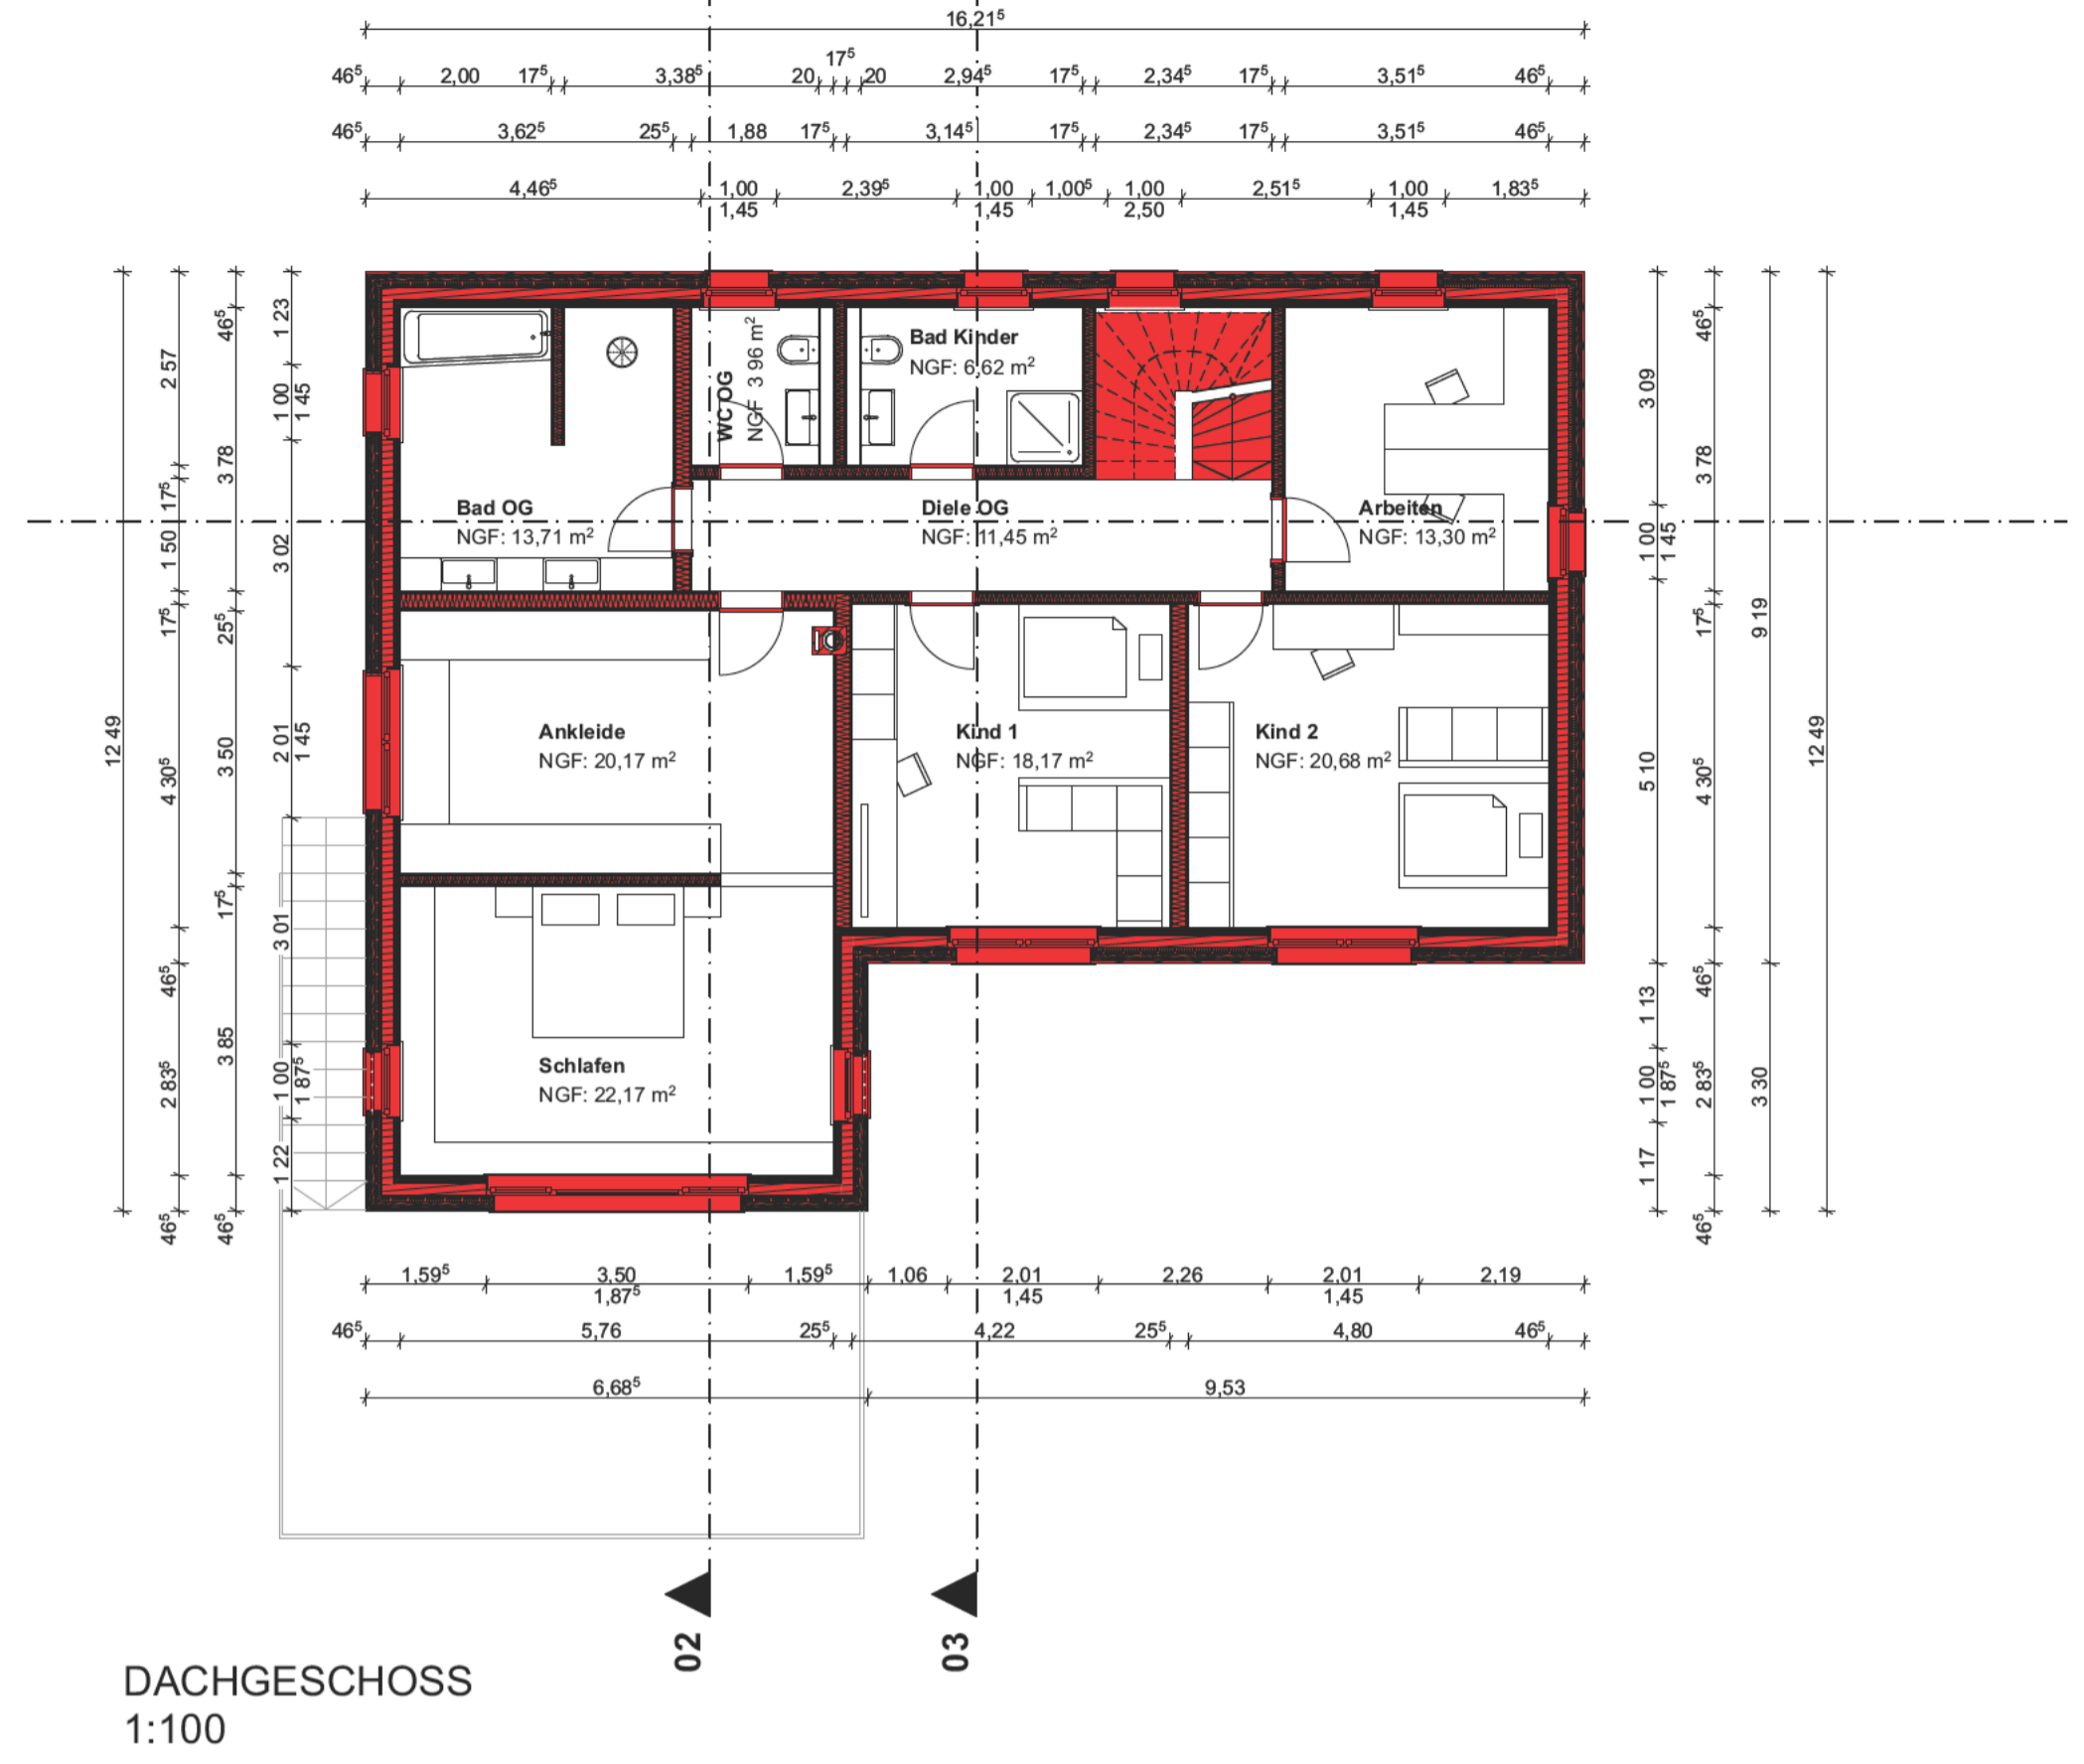 16,21⁵
17⁵
46⁵ 2,00 17⁵ 3,38⁵ 20 20 2,94⁵ 17⁵ 2,34⁵ 17⁵ 3,51⁵ 46⁵
46⁵ 3,62⁵ 25⁵ 1,88 17⁵ 3,14⁵ 17⁵ 2,34⁵ 17⁵ 3,51⁵ 46⁵
4,46⁵ 1,00 2,39⁵ 1,00 1,00⁵ 1,00 2,51⁵ 1,00 1,83⁵
1,45 1,45 2,50 1,45
12 49
2 57 17⁵ 1 50 17⁵ 4 30⁵ 46⁵ 2 83⁵ 46⁵
46⁵ 3 78 25⁵ 3 50 17⁵ 3 85 46⁵
1 23 1 00 3 02 2 01 3 01 1 00 1 22
1 45 1 45 1 87⁵
WC OG
NGF 3 96 m²
Bad Kinder
NGF: 6,62 m²
Bad OG
NGF: 13,71 m²
Diele OG
NGF: 11,45 m²
Arbeiten
NGF: 13,30 m²
Ankleide
NGF: 20,17 m²
Kind 1
NGF: 18,17 m²
Kind 2
NGF: 20,68 m²
Schlafen
NGF: 22,17 m²
3 09 1 00 5 10 1 13 1 00 1 17
1 45 1 87⁵
46⁵ 3 78 17⁵ 4 30⁵ 46⁵ 2 83⁵ 46⁵
9 19 3 30
12 49
1,59⁵ 3,50 1,59⁵ 1,06 2,01 2,26 2,01 2,19
1,87⁵ 1,45 1,45
46⁵ 5,76 25⁵ 4,22 25⁵ 4,80 46⁵
6,68⁵ 9,53
02 03
DACHGESCHOSS
1:100